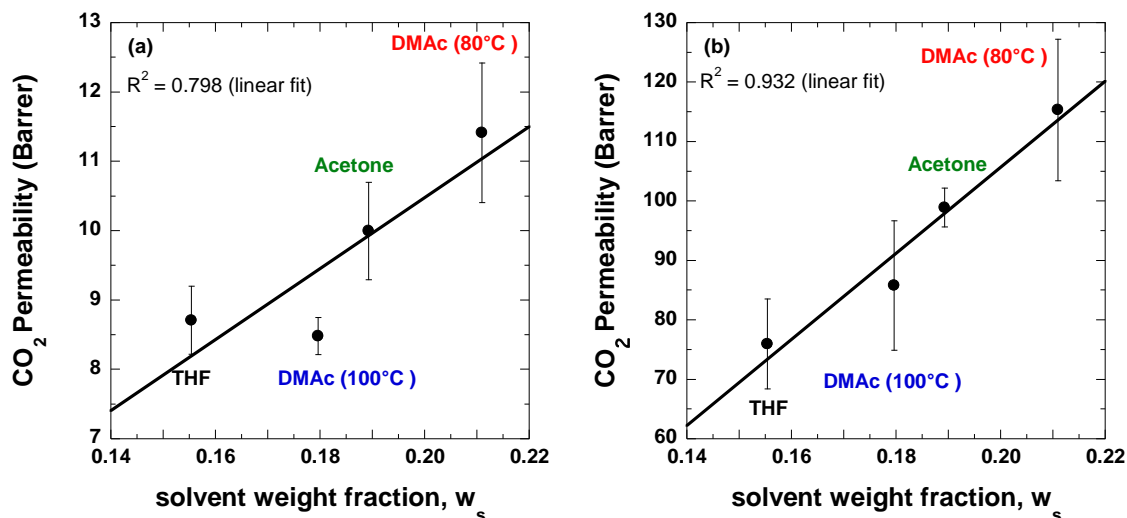 (a)
R² = 0.798 (linear fit)
DMAc (80°C )
Acetone
THF
DMAc (100°C )
13
12
11
10
9
8
7
0.14
0.16
0.18
0.20
0.22
CO₂ Permeability (Barrer)
solvent weight fraction, wₛ
(b)
R² = 0.932 (linear fit)
DMAc (80°C )
Acetone
DMAc (100°C )
THF
130
120
110
100
90
80
70
60
0.14
0.16
0.18
0.20
0.22
CO₂ Permeability (Barrer)
solvent weight fraction, wₛ